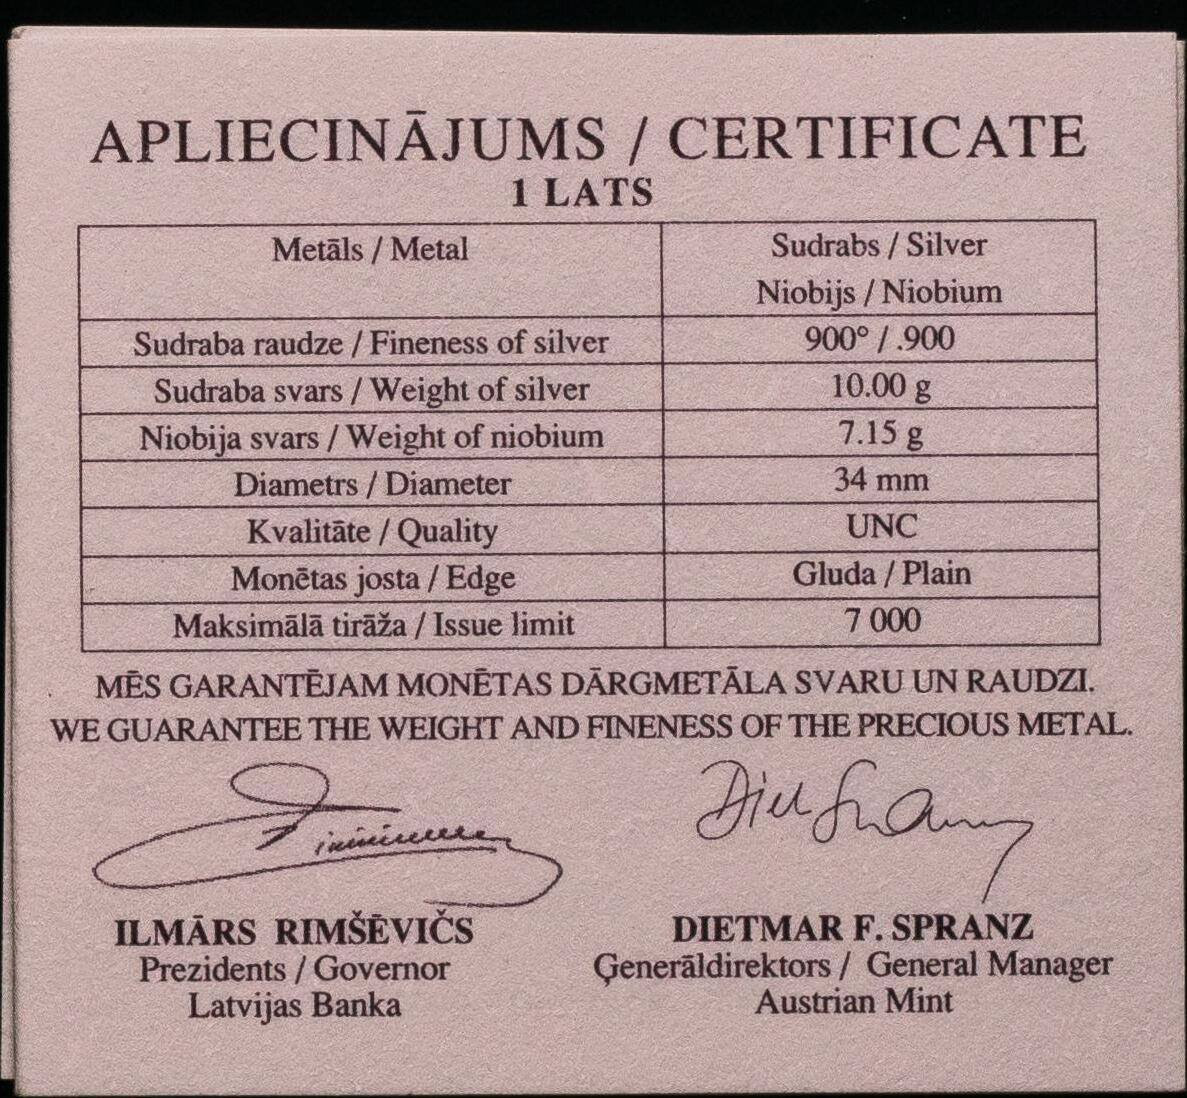 APLIECINĀJUMS / CERTIFICATE
1 LATS
Metāls / Metal
Sudrabs / Silver
Niobijs / Niobium
Sudraba raudze / Fineness of silver
900° / .900
Sudraba svars / Weight of silver
10.00 g
Niobija svars / Weight of niobium
7.15 g
Diametrs / Diameter
34 mm
Kvalitāte / Quality
UNC
Monētas josta / Edge
Gluda / Plain
Maksimālā tirāža / Issue limit
7 000
MĒS GARANTĒJAM MONĒTAS DĀRGMETĀLA SVARU UN RAUDZI.
WE GUARANTEE THE WEIGHT AND FINENESS OF THE PRECIOUS METAL.
ILMĀRS RIMŠĒVIČS
Prezidents / Governor
Latvijas Banka
DIETMAR F. SPRANZ
Ģenerāldirektors / General Manager
Austrian Mint